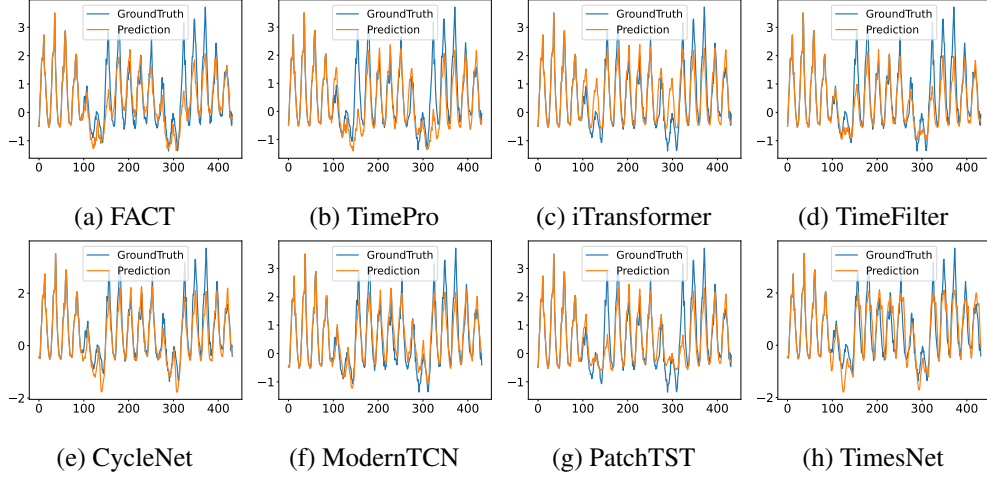 GroundTruth
Prediction
3
2
1
0
−1
0 100 200 300 400
(a) FACT
GroundTruth
Prediction
3
2
1
0
−1
0 100 200 300 400
(b) TimePro
GroundTruth
Prediction
3
2
1
0
−1
0 100 200 300 400
(c) iTransformer
GroundTruth
Prediction
3
2
1
0
−1
0 100 200 300 400
(d) TimeFilter
GroundTruth
Prediction
2
0
−2
0 100 200 300 400
(e) CycleNet
GroundTruth
Prediction
3
2
1
0
−1
0 100 200 300 400
(f) ModernTCN
GroundTruth
Prediction
3
2
1
0
−1
0 100 200 300 400
(g) PatchTST
GroundTruth
Prediction
2
0
−2
0 100 200 300 400
(h) TimesNet